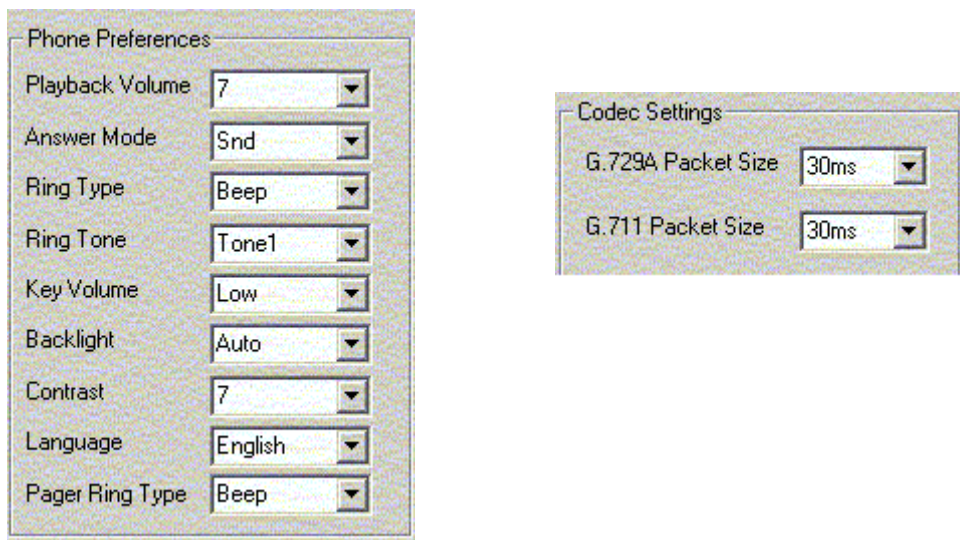 Phone Preferences
Playback Volume 7
Answer Mode Snd
Ring Type Beep
Ring Tone Tone1
Key Volume Low
Backlight Auto
Contrast 7
Language English
Pager Ring Type Beep
Codec Settings
G.729A Packet Size 30ms
G.711 Packet Size 30ms